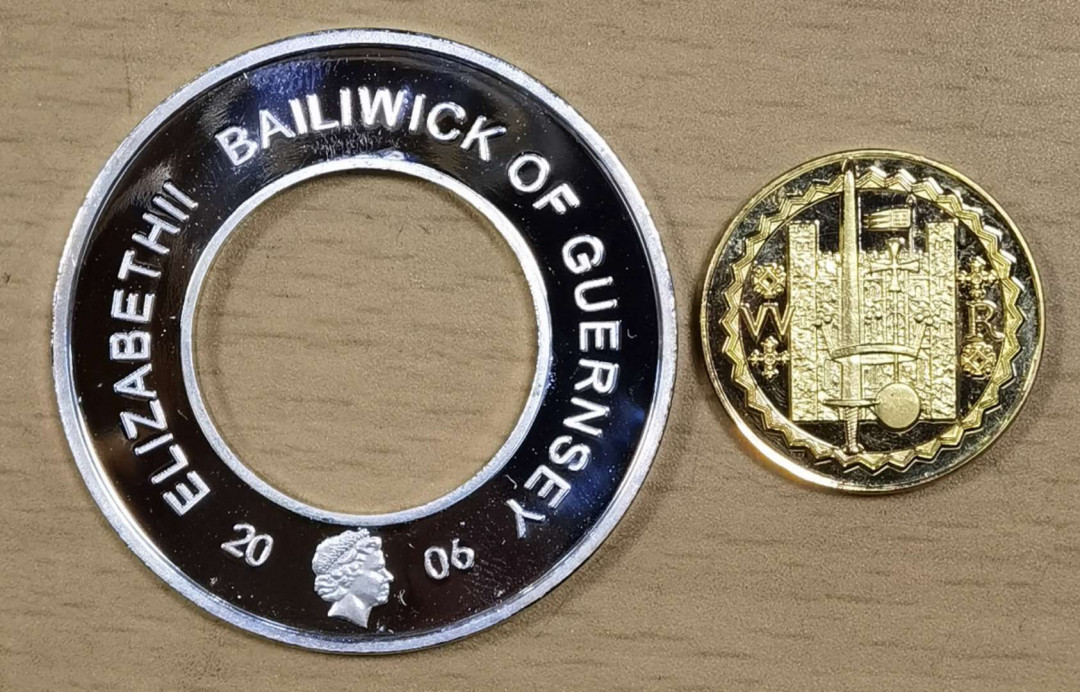 ELIZABETH II BAILIWICK OF GUERNSEY
20 06
W R